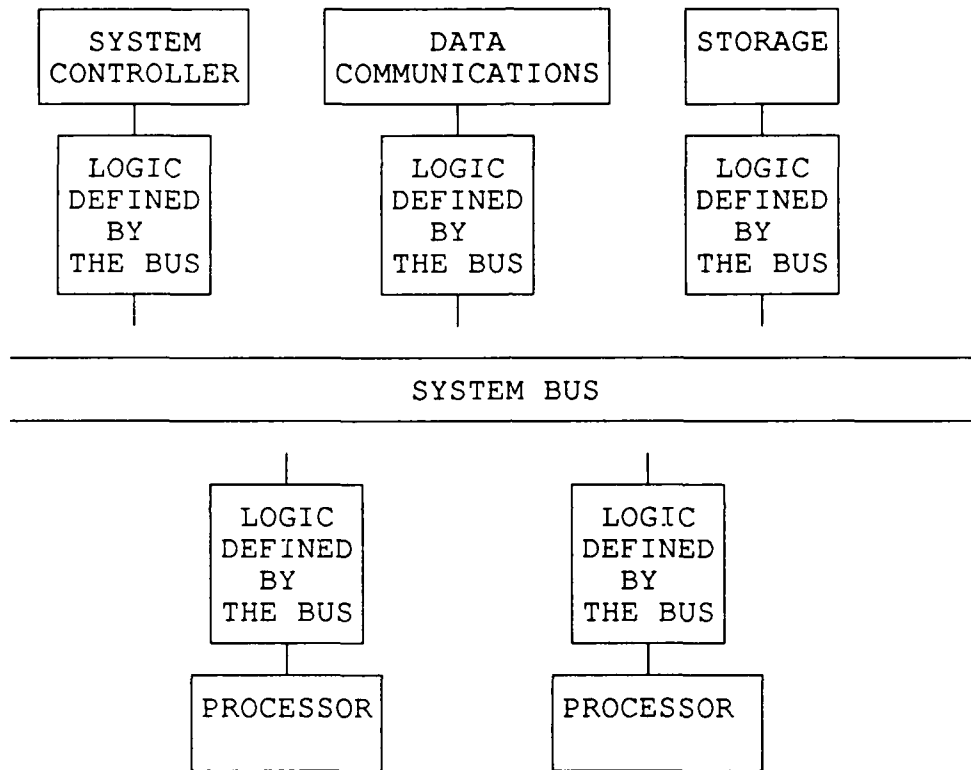 SYSTEM
CONTROLLER
DATA
COMMUNICATIONS
STORAGE
LOGIC
DEFINED
BY
THE BUS
LOGIC
DEFINED
BY
THE BUS
LOGIC
DEFINED
BY
THE BUS
SYSTEM BUS
LOGIC
DEFINED
BY
THE BUS
LOGIC
DEFINED
BY
THE BUS
PROCESSOR
PROCESSOR